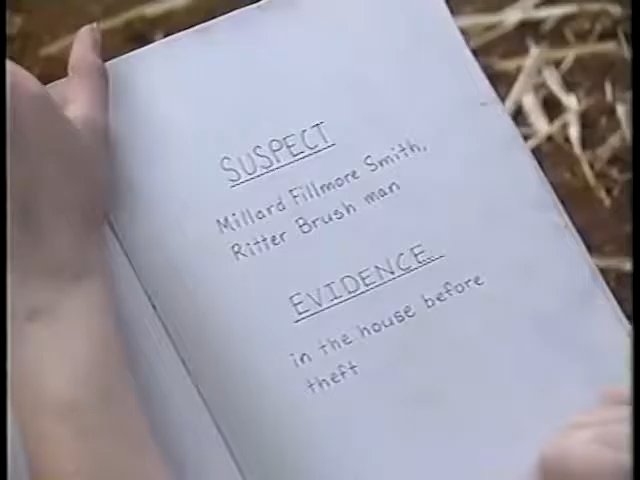 SUSPECT
Millard Fillmore Smith,
Ritter Brush man
EVIDENCE
in the house before
theft